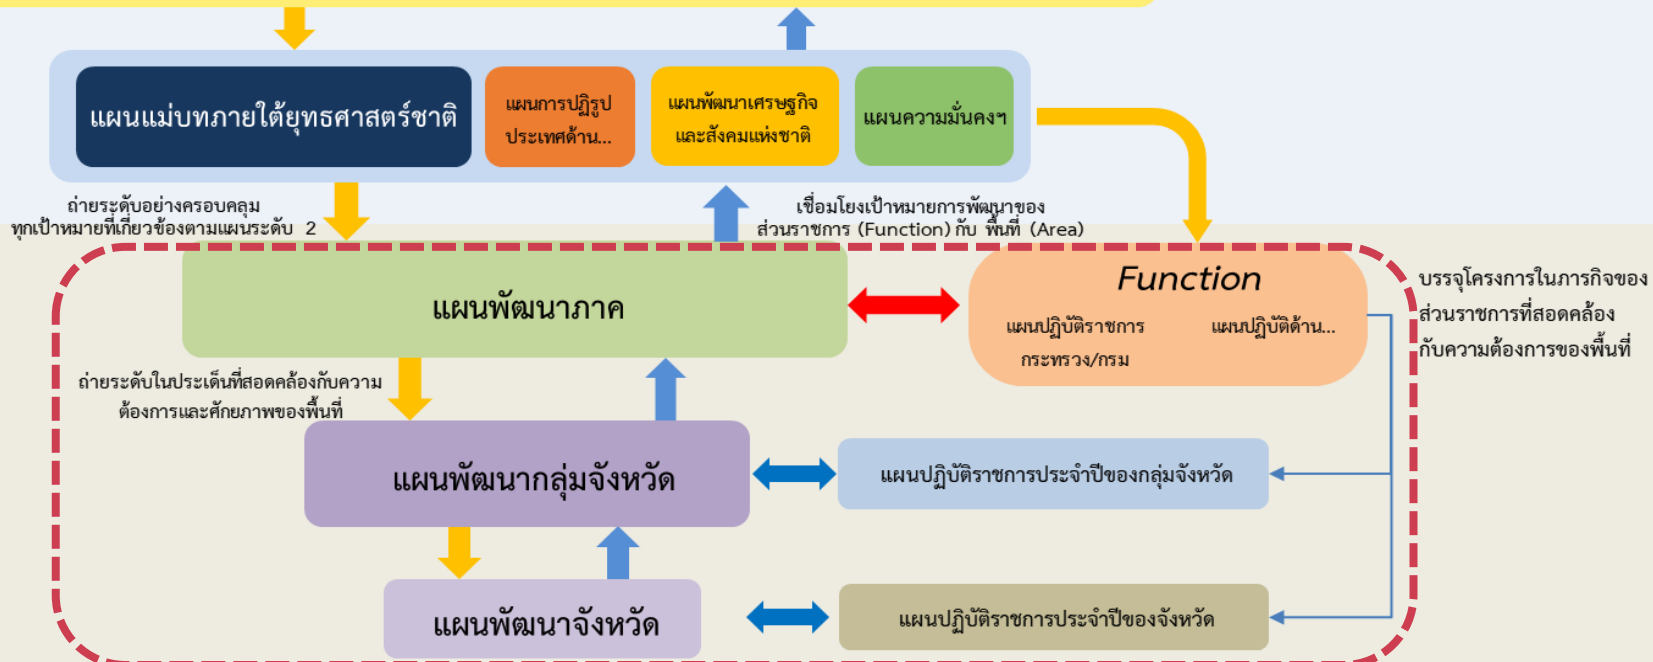 แผนแม่บทภายใต้ยุทธศาสตร์ชาติ
แผนการปฏิรูป
ประเทศด้าน...
แผนพัฒนาเศรษฐกิจ
และสังคมแห่งชาติ
แผนความมั่นคงฯ
ถ่ายระดับอย่างครอบคลุม
ทุกเป้าหมายที่เกี่ยวข้องตามแผนระดับ 2
เชื่อมโยงเป้าหมายการพัฒนาของ
ส่วนราชการ (Function) กับ พื้นที่ (Area)
แผนพัฒนาภาค
Function
แผนปฏิบัติราชการ
กระทรวง/กรม
แผนปฏิบัติด้าน...
บรรจุโครงการในภารกิจของ
ส่วนราชการที่สอดคล้อง
กับความต้องการของพื้นที่
ถ่ายระดับในประเด็นที่สอดคล้องกับความ
ต้องการและศักยภาพของพื้นที่
แผนพัฒนากลุ่มจังหวัด
แผนปฏิบัติราชการประจำปีของกลุ่มจังหวัด
แผนพัฒนาจังหวัด
แผนปฏิบัติราชการประจำปีของจังหวัด